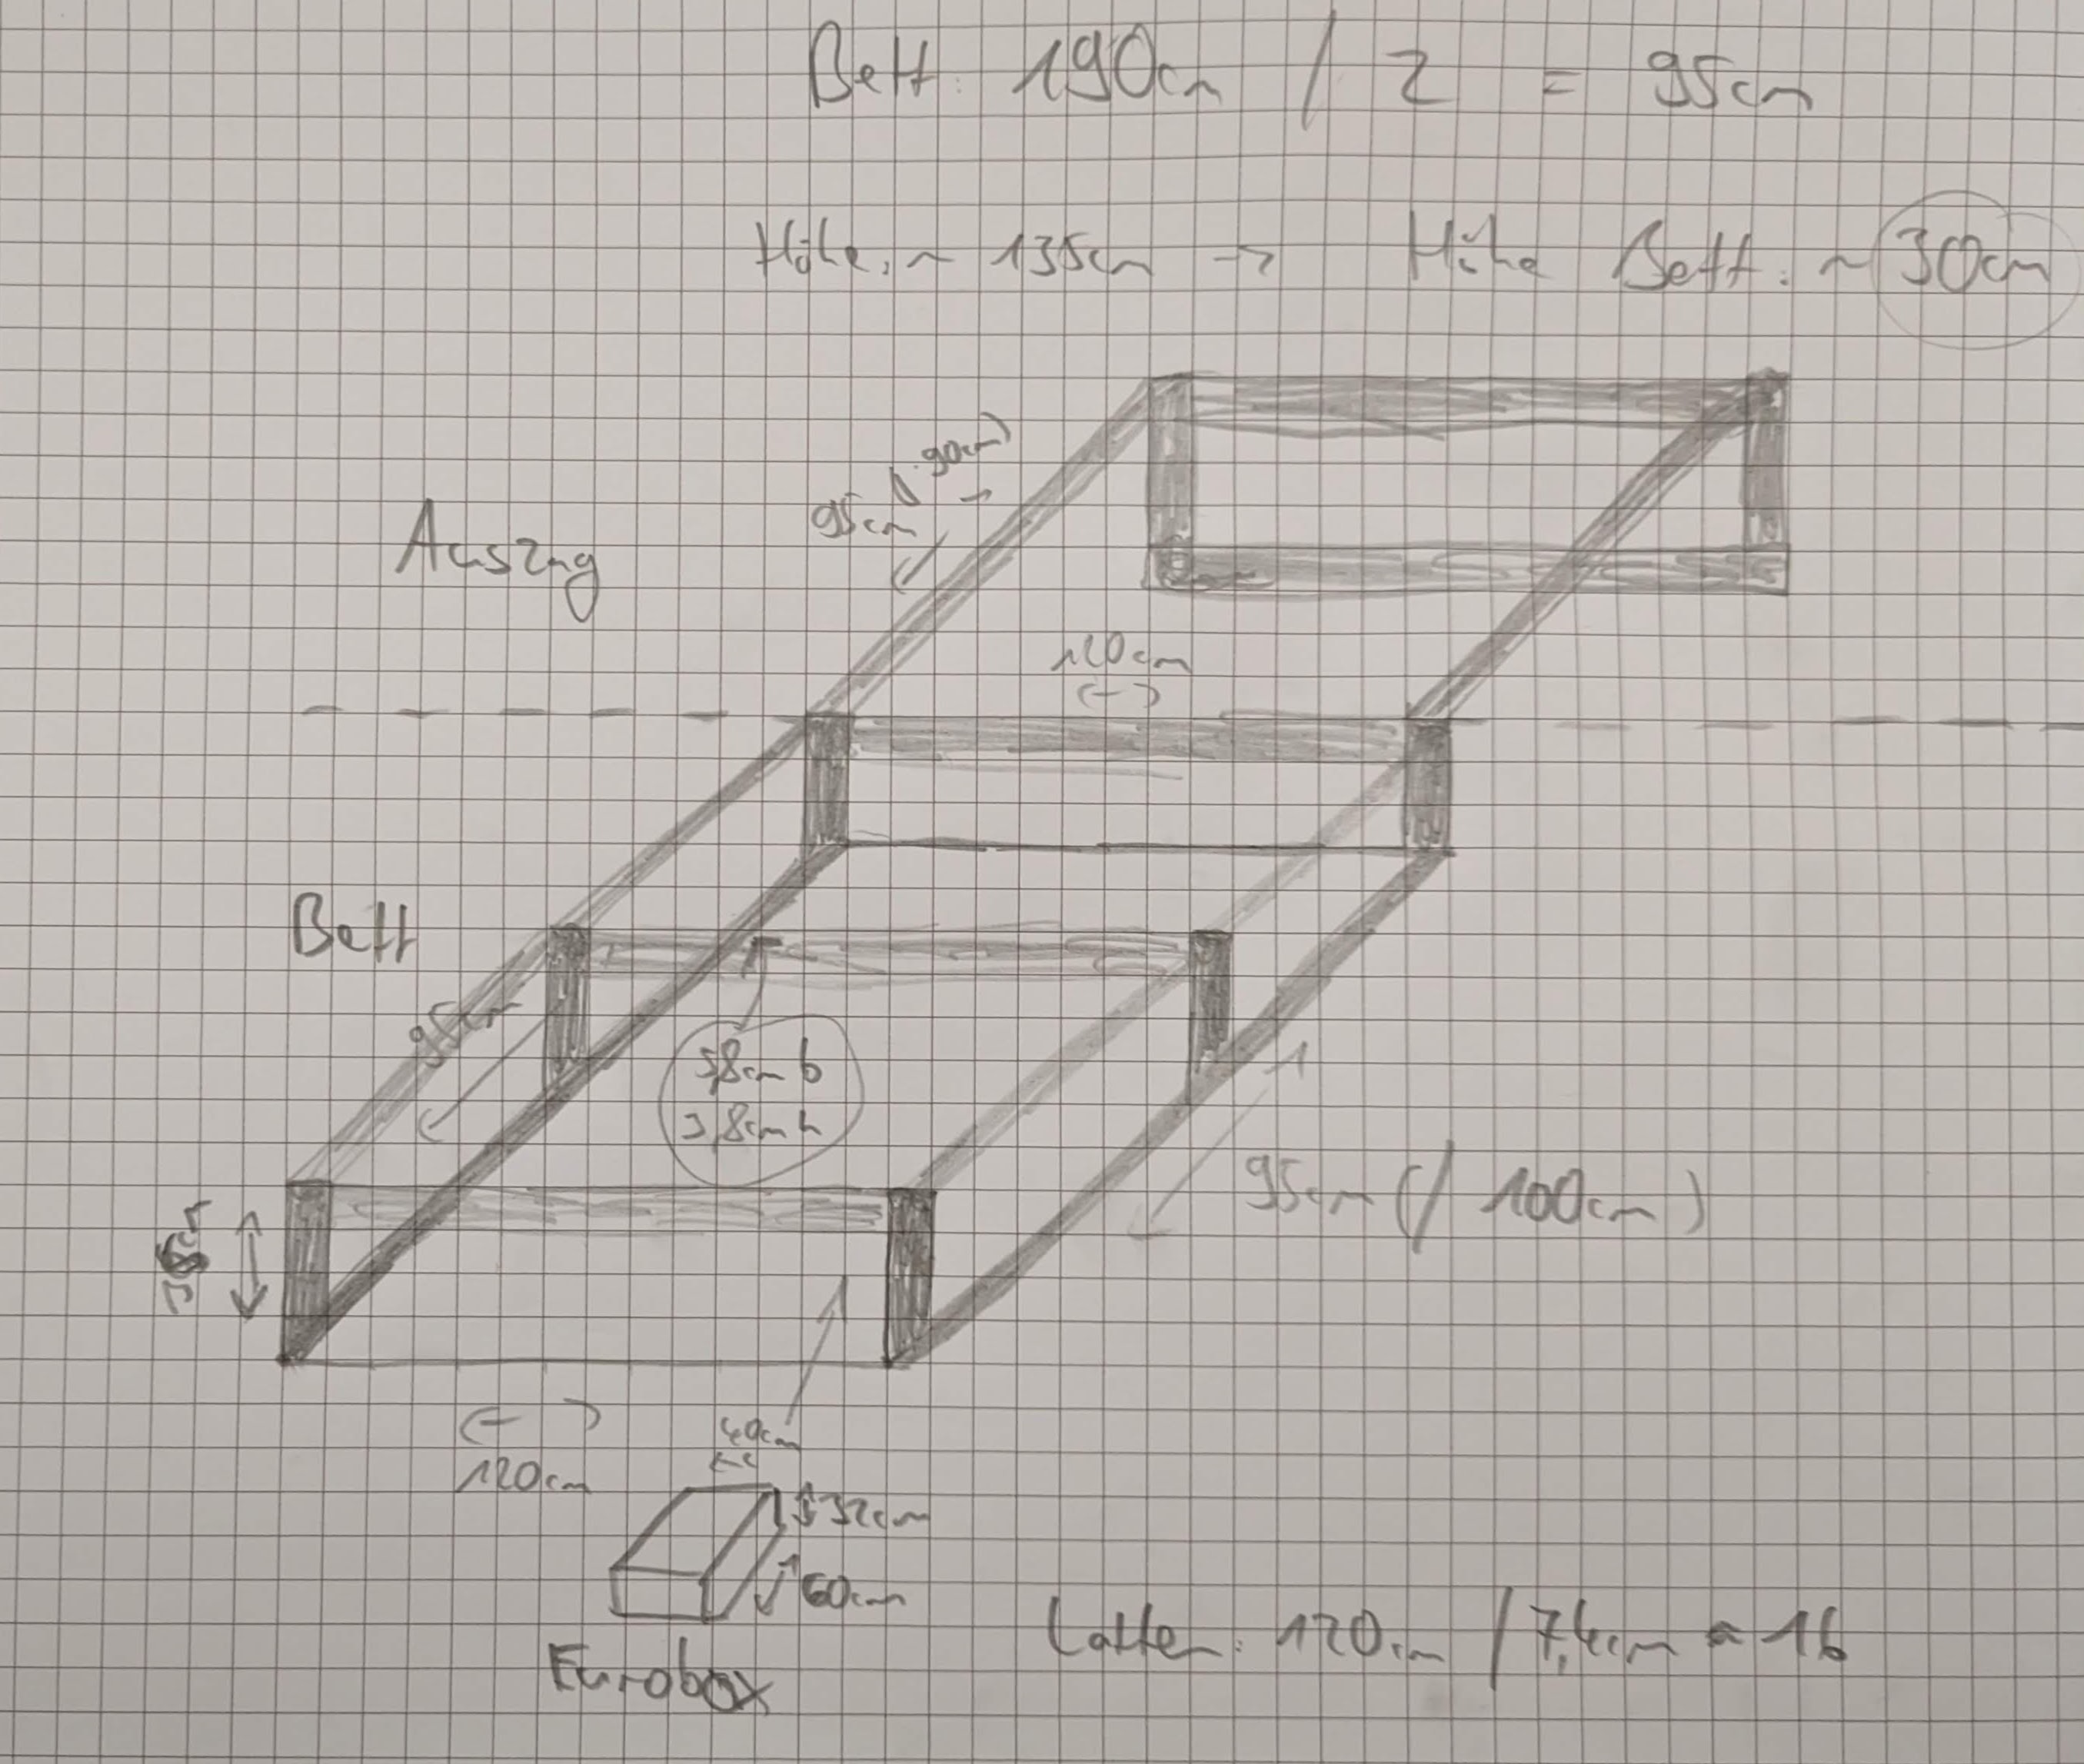 Bett: 190cm / 2 = 95cm
Höhe: ~ 135cm → Höhe Bett: ~ 30cm
90cm)
95cm
Auszug
120cm
Bett
95cm
5,8cm b
3,8cm h
95cm (/ 100cm)
120cm
40cm
32cm
60cm
Eurobox
Latten: 120cm / 7,4cm = 16